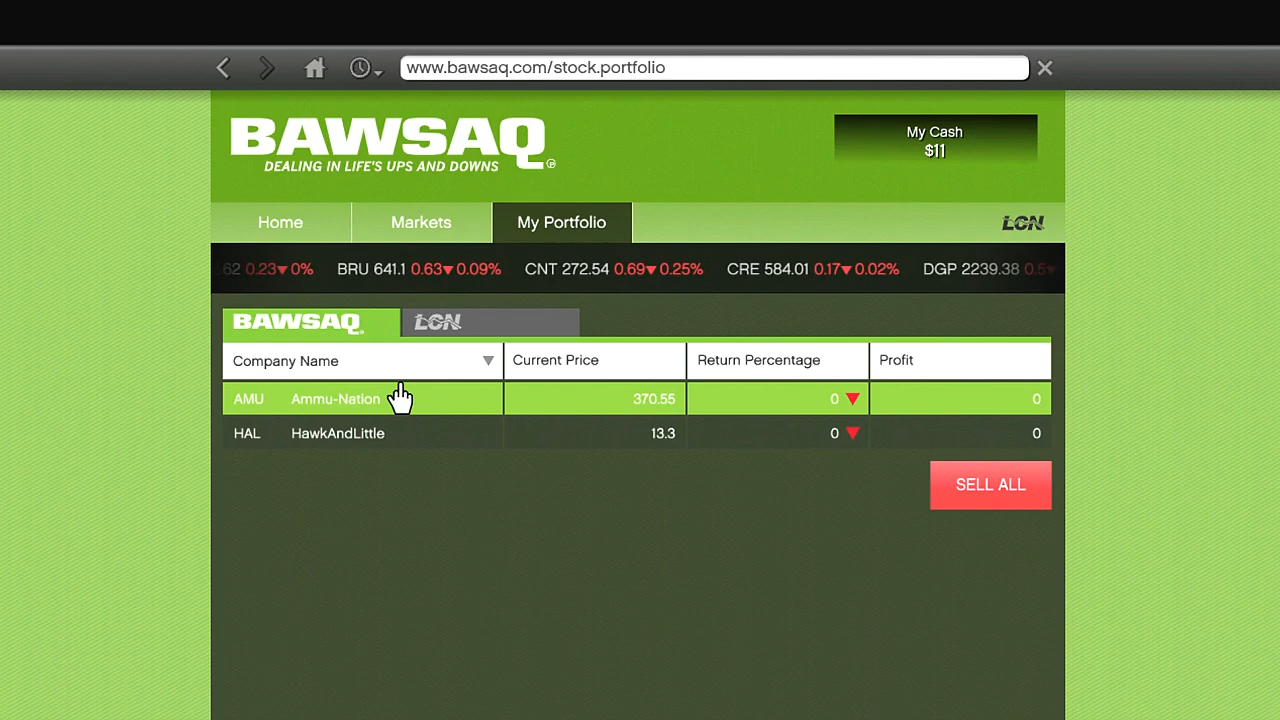 www.bawsaq.com/stock.portfolio
BAWSAQ
DEALING IN LIFE'S UPS AND DOWNS
My Cash
$11
Home Markets My Portfolio LCN
62 0.23▼0% BRU 641.1 0.63▼0.09% CNT 272.54 0.69▼0.25% CRE 584.01 0.17▼0.02% DGP 2239.38 0.5▼
BAWSAQ LCN
Company Name Current Price Return Percentage Profit
AMU Ammu-Nation 370.55 0 ▼ 0
HAL HawkAndLittle 13.3 0 ▼ 0
SELL ALL